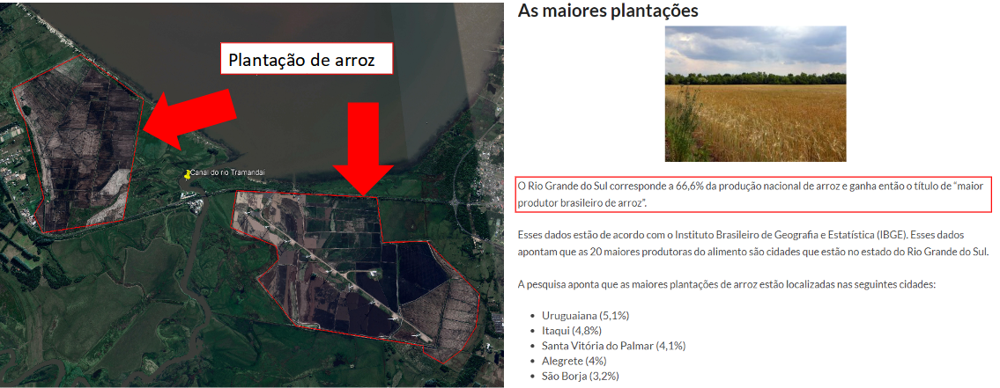 Plantação de arroz
Canal do rio Tramandaí
As maiores plantações
O Rio Grande do Sul corresponde a 66,6% da produção nacional de arroz e ganha então o título de “maior
produtor brasileiro de arroz”.
Esses dados estão de acordo com o Instituto Brasileiro de Geografia e Estatística (IBGE). Esses dados
apontam que as 20 maiores produtoras do alimento são cidades que estão no estado do Rio Grande do Sul.
A pesquisa aponta que as maiores plantações de arroz estão localizadas nas seguintes cidades:
• Uruguaiana (5,1%)
• Itaqui (4,8%)
• Santa Vitória do Palmar (4,1%)
• Alegrete (4%)
• São Borja (3,2%)